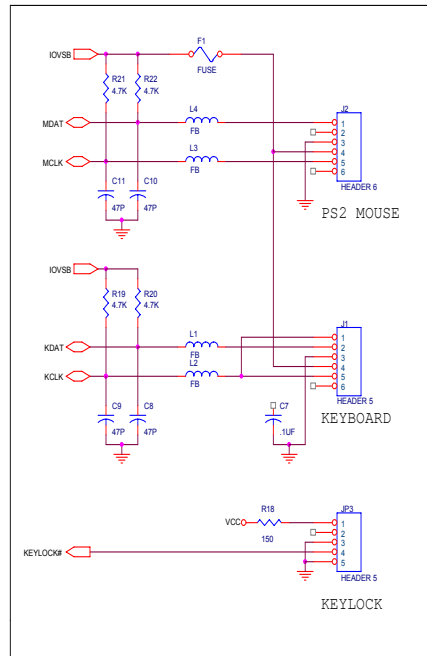 IOVSB
F1
FUSE
R21
4.7K
R22
4.7K
J2
L4
FB
MDAT
1
2
3
4
5
6
L3
FB
MCLK
C11
47P
C10
47P
HEADER 6
PS2 MOUSE
IOVSB
R19
4.7K
R20
4.7K
J1
L1
FB
KDAT
1
2
3
4
5
6
L2
FB
KCLK
HEADER 5
C9
47P
C8
47P
C7
.1UF
KEYBOARD
R18
150
VCC
JP3
1
2
3
4
5
KEYLOCK#
HEADER 5
KEYLOCK